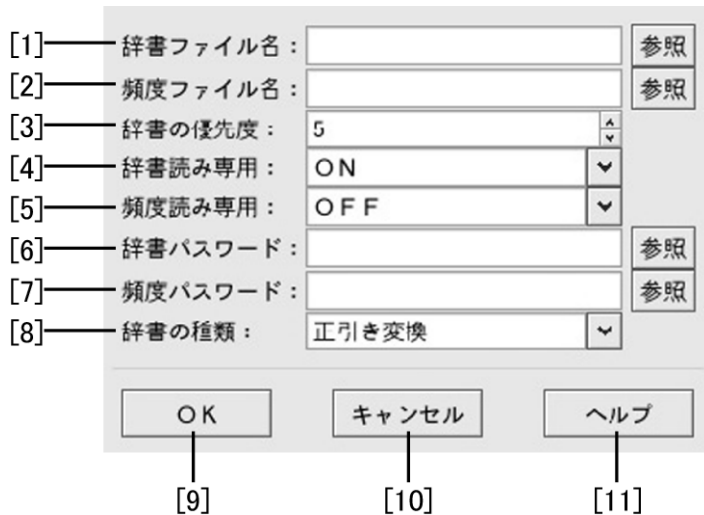 [1] 辞書ファイル名： 参照
[2] 頻度ファイル名： 参照
[3] 辞書の優先度： 5
[4] 辞書読み専用： ＯＮ
[5] 頻度読み専用： ＯＦＦ
[6] 辞書パスワード： 参照
[7] 頻度パスワード： 参照
[8] 辞書の種類： 正引き変換
ＯＫ キャンセル ヘルプ
[9] [10] [11]